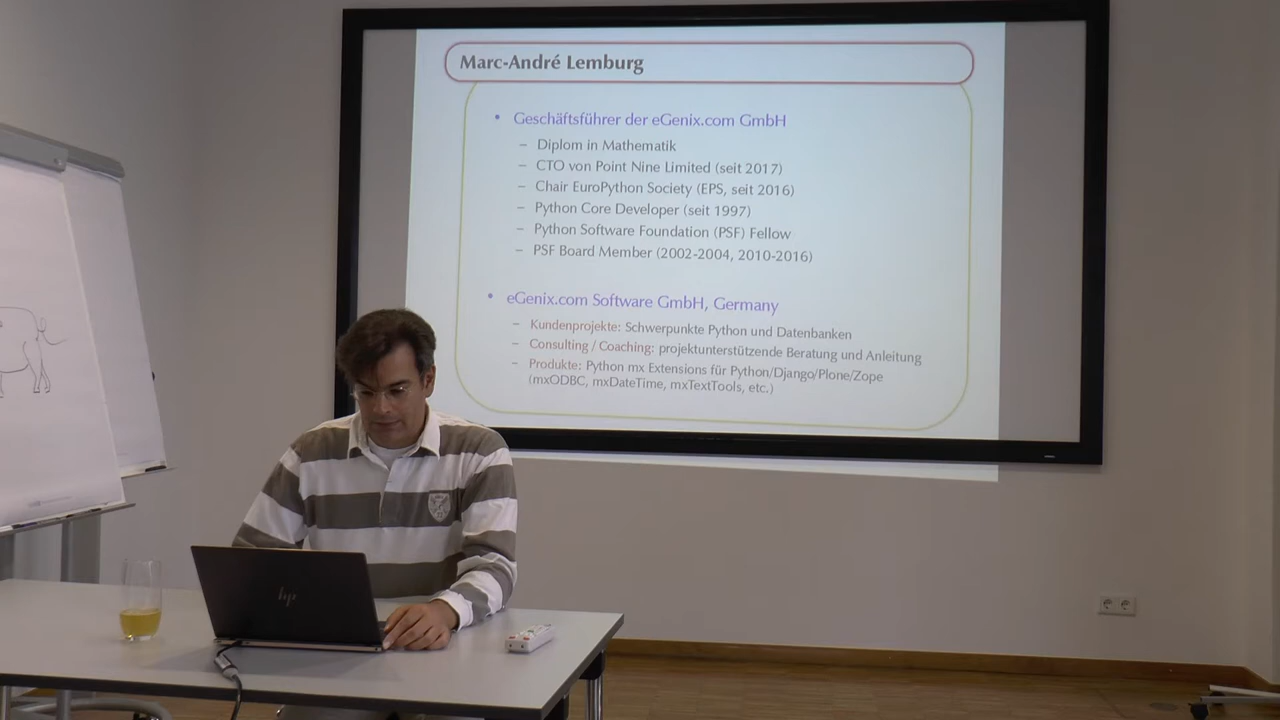 Marc-André Lemburg
• Geschäftsführer der eGenix.com GmbH
– Diplom in Mathematik
– CTO von Point Nine Limited (seit 2017)
– Chair EuroPython Society (EPS, seit 2016)
– Python Core Developer (seit 1997)
– Python Software Foundation (PSF) Fellow
– PSF Board Member (2002-2004, 2010-2016)
• eGenix.com Software GmbH, Germany
– Kundenprojekte: Schwerpunkte Python und Datenbanken
– Consulting / Coaching: projektunterstützende Beratung und Anleitung
– Produkte: Python mx Extensions für Python/Django/Plone/Zope
(mxODBC, mxDateTime, mxTextTools, etc.)
hp